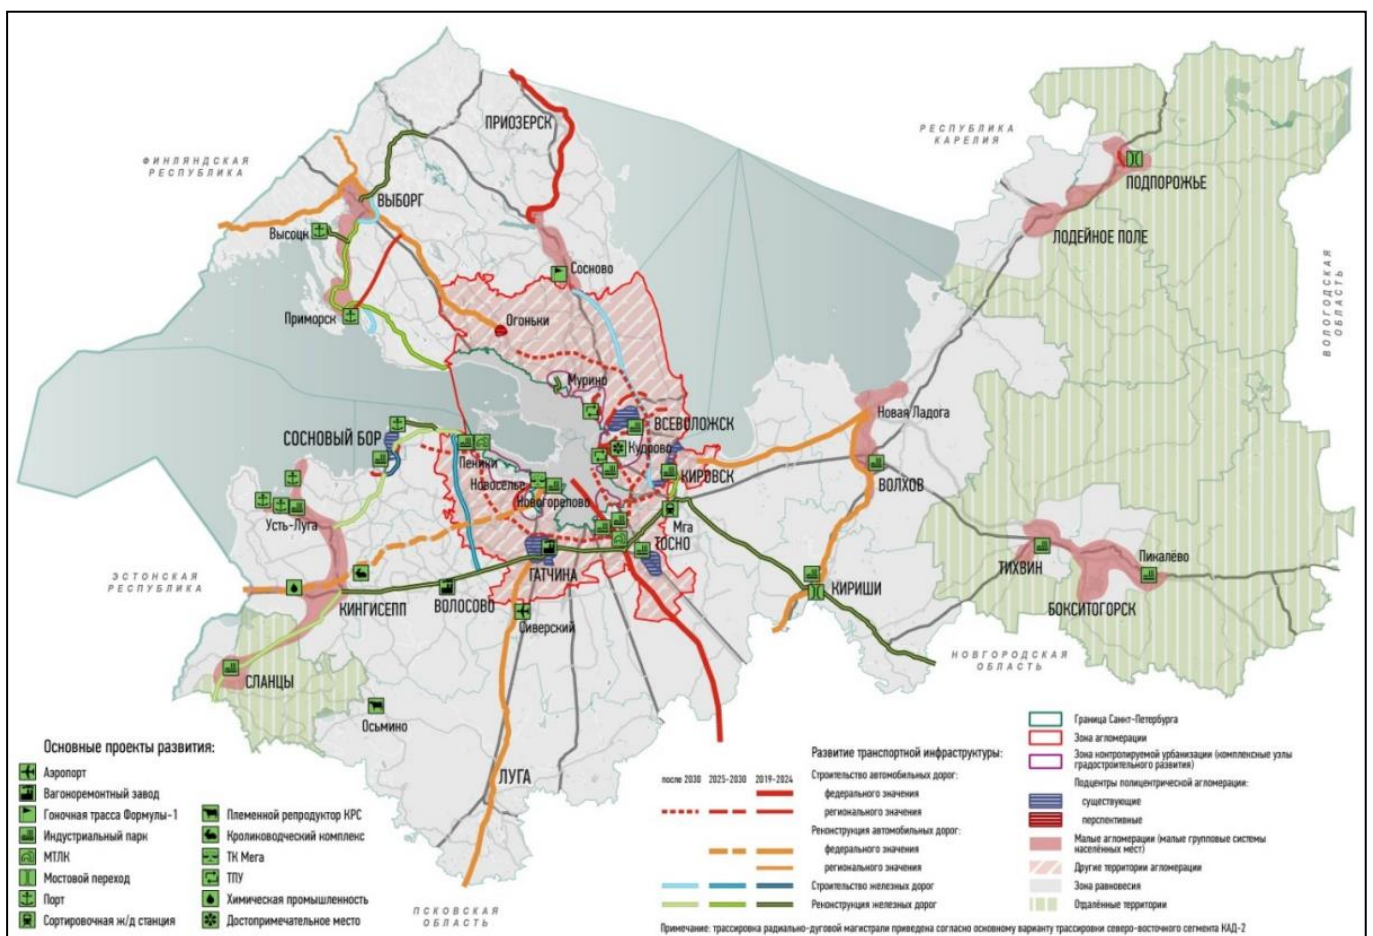 ПРИОЗЕРСК
РЕСПУБЛИКА
КАРЕЛИЯ
ФИНЛЯНДСКАЯ
РЕСПУБЛИКА
ПОДПОРОЖЬЕ
ВЫБОРГ
Высоцк
ЛОДЕЙНОЕ ПОЛЕ
Сосново
ВОЛОГОДСКАЯ
ОБЛАСТЬ
Приморск
Огоньки
Мурино
Новая Ладога
ВСЕВОЛОЖСК
СОСНОВЫЙ БОР
Кудрово
Пеники
КИРОВСК
Новоселье
ВОЛХОВ
Новогорелово
Усть-Луга
Мга
ТОСНО
Пикалёво
ТИХВИН
ЭСТОНСКАЯ
РЕСПУБЛИКА
ГАТЧИНА
КИНГИСЕПП
ВОЛОСОВО
КИРИШИ
БОКСИТОГОРСК
Сиверский
НОВГОРОДСКАЯ
ОБЛАСТЬ
СЛАНЦЫ
Осьмино
ЛУГА
ПСКОВСКАЯ
ОБЛАСТЬ
Основные проекты развития:
Аэропорт
Вагоноремонтный завод
Гоночная трасса Формулы-1
Индустриальный парк
МТЛК
Мостовой переход
Порт
Сортировочная ж/д станция
Племенной репродуктор КРС
Кролиководческий комплекс
ТК Мега
ТПУ
Химическая промышленность
Достопримечательное место
Развитие транспортной инфраструктуры:
после 2030 2025-2030 2019-2024
Строительство автомобильных дорог:
федерального значения
регионального значения
Реконструкция автомобильных дорог:
федерального значения
регионального значения
Строительство железных дорог
Реконструкция железных дорог
Граница Санкт-Петербурга
Зона агломерации
Зона контролируемой урбанизации (комплексные узлы
градостроительного развития)
Подцентры полицентрической агломерации:
существующие
перспективные
Малые агломерации (малые групповые системы
населённых мест)
Другие территории агломерации
Зона равновесия
Отдалённые территории
Примечание: трассировка радиально-дуговой магистрали приведена согласно основному варианту трассировки северо-восточного сегмента КАД-2